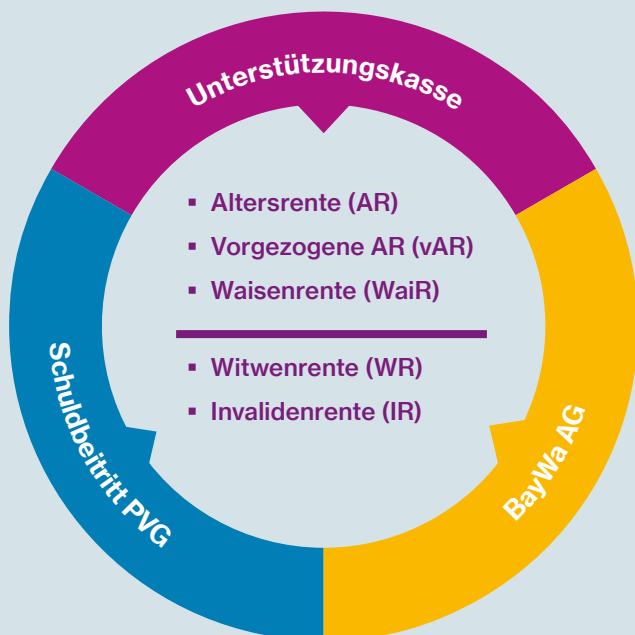 Unterstützungskasse
▪ Altersrente (AR)
▪ Vorgezogene AR (vAR)
▪ Waisenrente (WaiR)
▪ Witwenrente (WR)
▪ Invalidenrente (IR)
Schuldbeitritt PVG
BayWa AG